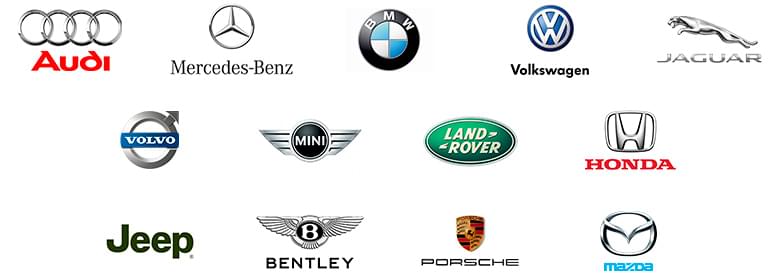 Audi
Mercedes-Benz
BMW
Volkswagen
JAGUAR
VOLVO
MINI
LAND
ROVER
HONDA
Jeep®
B
BENTLEY
PORSCHE
mazda